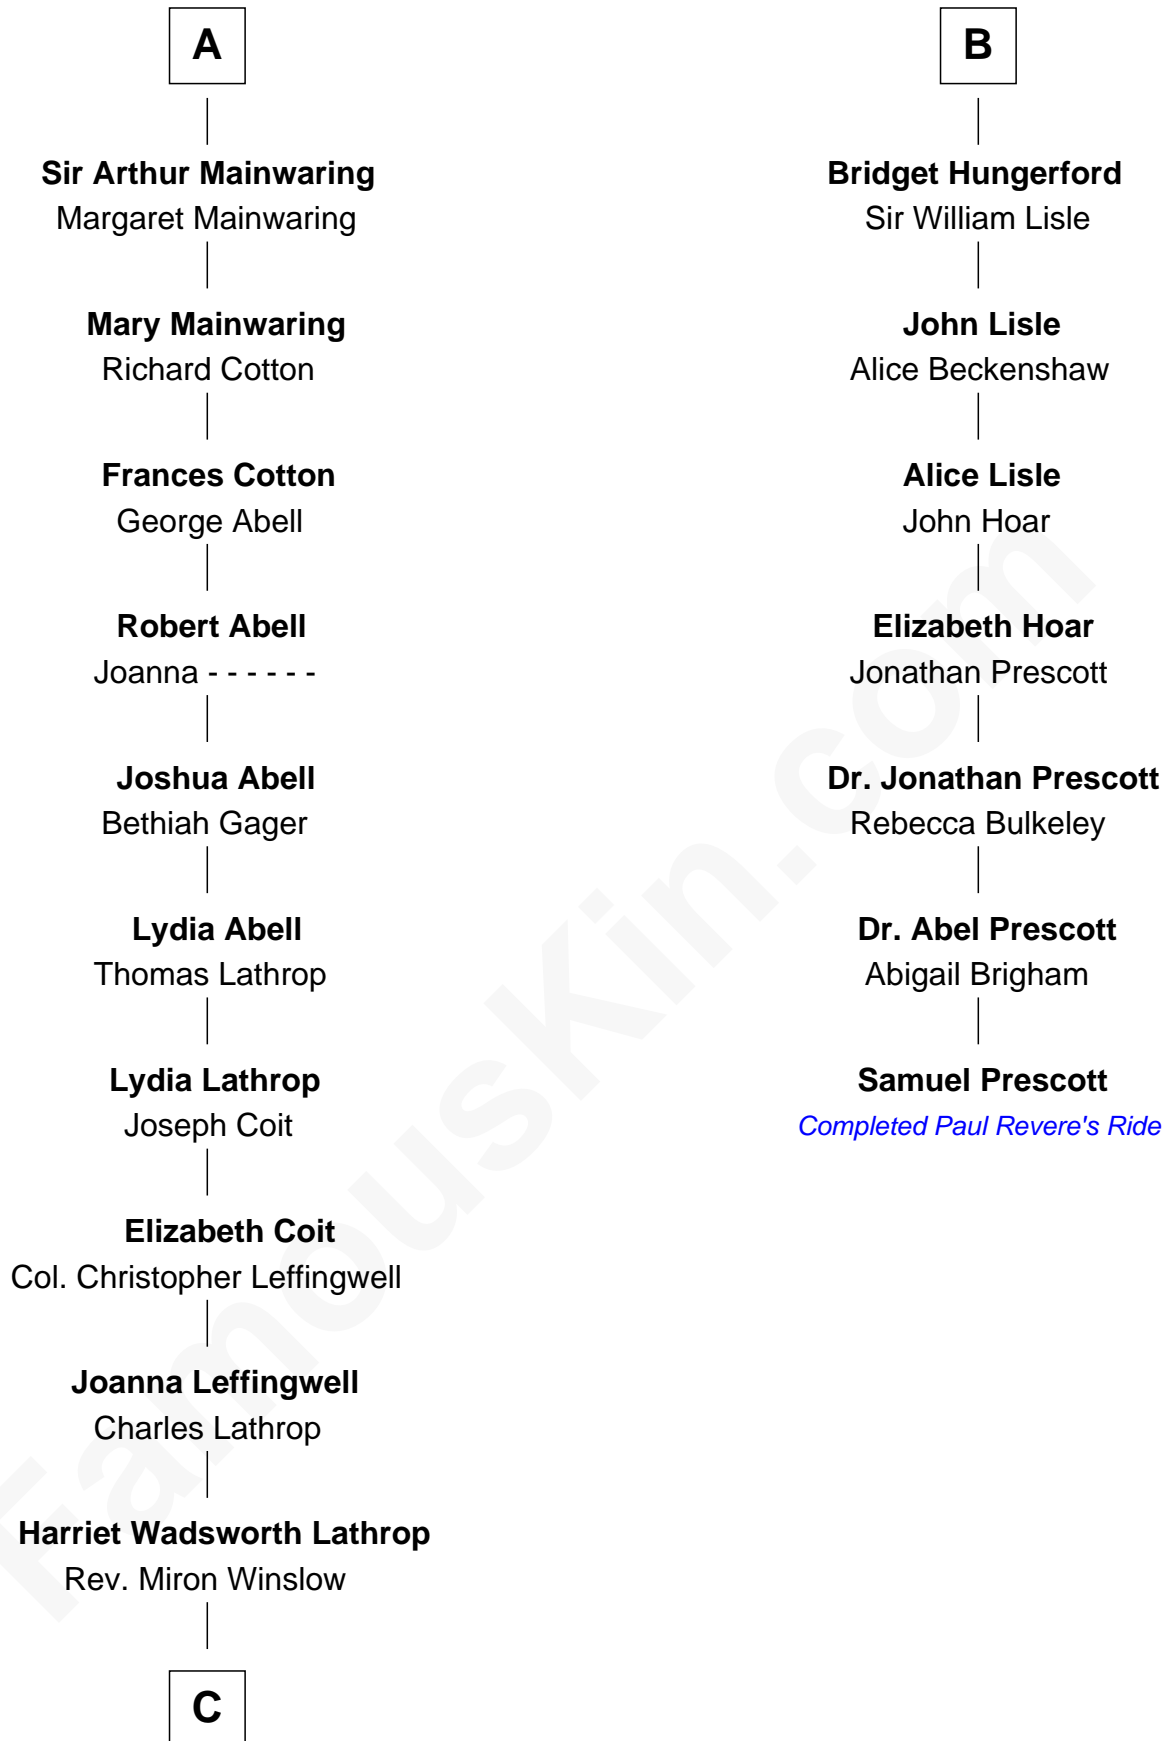 A
Sir Arthur Mainwaring
Margaret Mainwaring
Mary Mainwaring
Richard Cotton
Frances Cotton
George Abell
Robert Abell
Joanna - - - - - -
Joshua Abell
Bethiah Gager
Lydia Abell
Thomas Lathrop
Lydia Lathrop
Joseph Coit
Elizabeth Coit
Col. Christopher Leffingwell
Joanna Leffingwell
Charles Lathrop
Harriet Wadsworth Lathrop
Rev. Miron Winslow
C
B
Bridget Hungerford
Sir William Lisle
John Lisle
Alice Beckenshaw
Alice Lisle
John Hoar
Elizabeth Hoar
Jonathan Prescott
Dr. Jonathan Prescott
Rebecca Bulkeley
Dr. Abel Prescott
Abigail Brigham
Samuel Prescott
Completed Paul Revere's Ride
FamousKin.com